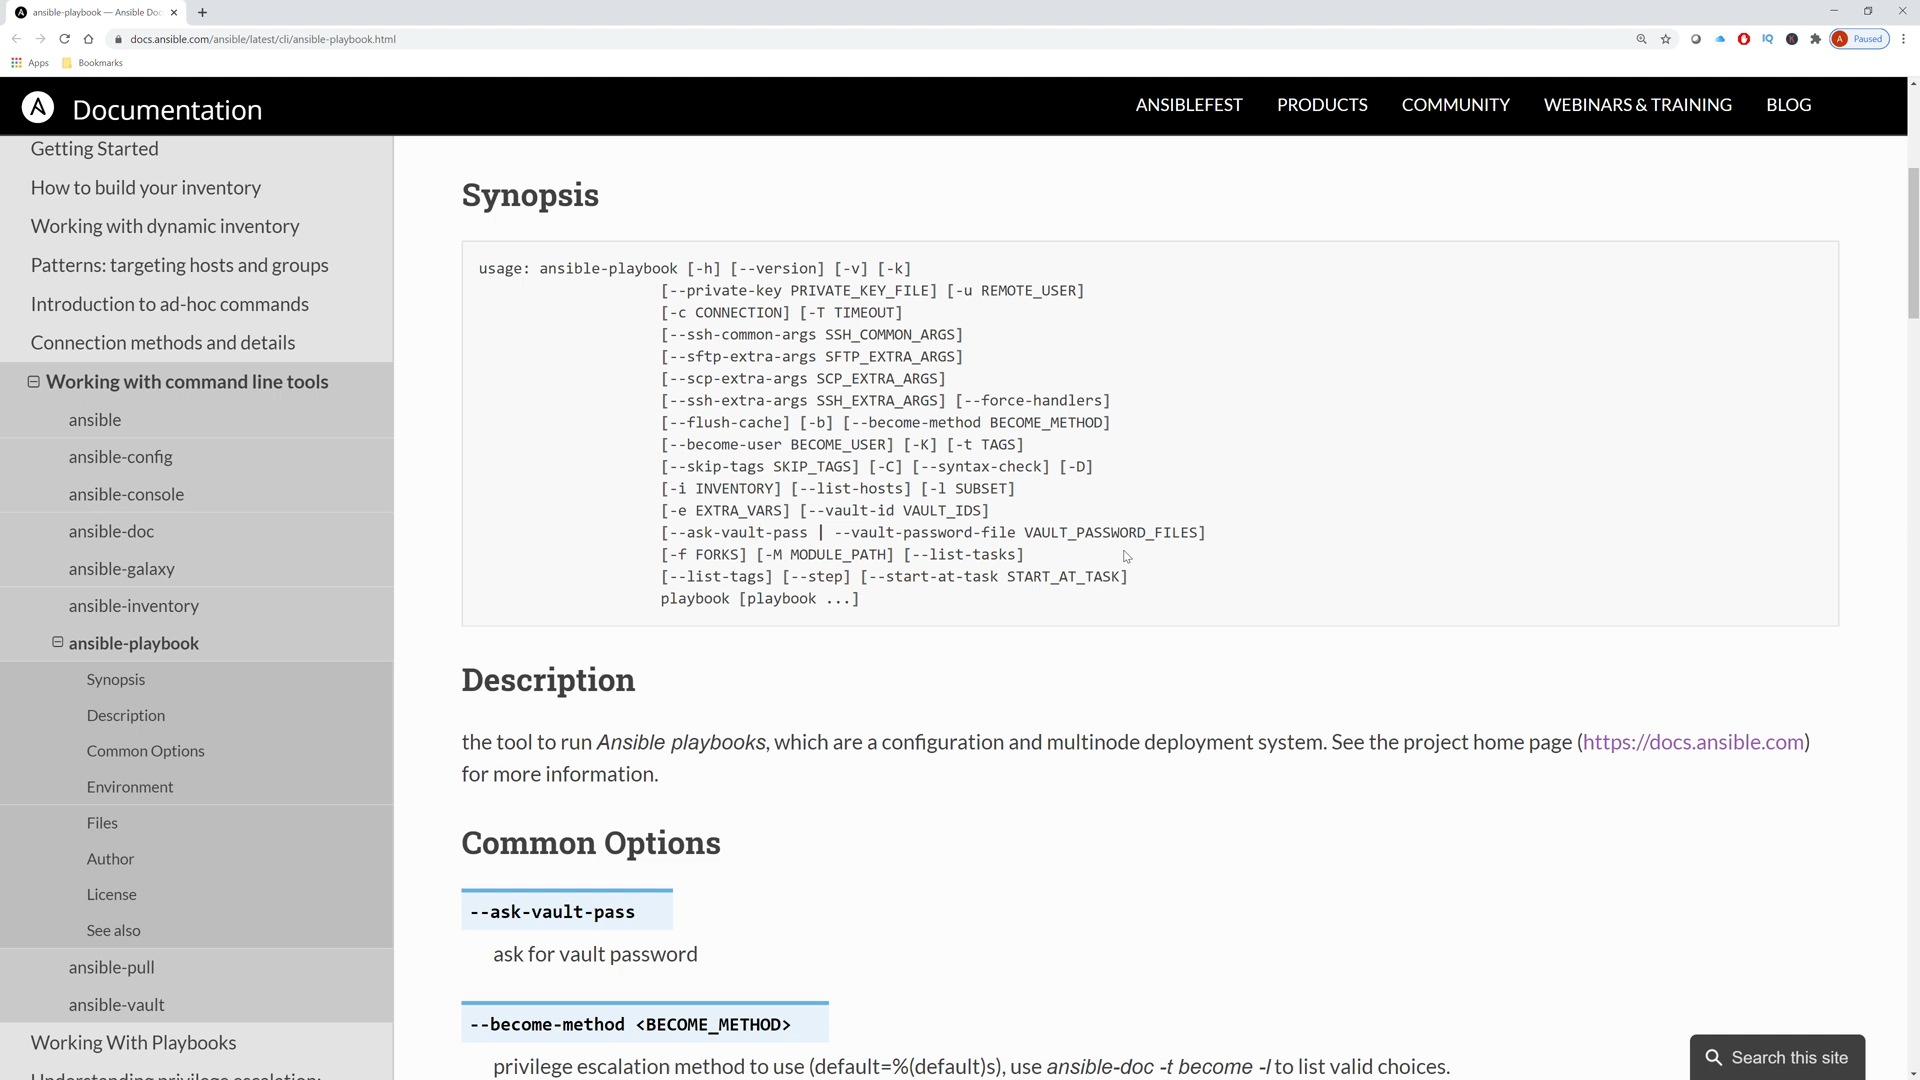 ansible-playbook — Ansible Doc
docs.ansible.com/ansible/latest/cli/ansible-playbook.html
IQ
A
Paused
Apps
Bookmarks
Documentation
ANSIBLEFEST
PRODUCTS
COMMUNITY
WEBINARS & TRAINING
BLOG
Getting Started
How to build your inventory
Working with dynamic inventory
Patterns: targeting hosts and groups
Introduction to ad-hoc commands
Connection methods and details
Working with command line tools
ansible
ansible-config
ansible-console
ansible-doc
ansible-galaxy
ansible-inventory
ansible-playbook
Synopsis
Description
Common Options
Environment
Files
Author
License
See also
ansible-pull
ansible-vault
Working With Playbooks
Understanding privilege escalation:
Synopsis
usage: ansible-playbook [-h] [--version] [-v] [-k]
[--private-key PRIVATE_KEY_FILE] [-u REMOTE_USER]
[-c CONNECTION] [-T TIMEOUT]
[--ssh-common-args SSH_COMMON_ARGS]
[--sftp-extra-args SFTP_EXTRA_ARGS]
[--scp-extra-args SCP_EXTRA_ARGS]
[--ssh-extra-args SSH_EXTRA_ARGS] [--force-handlers]
[--flush-cache] [-b] [--become-method BECOME_METHOD]
[--become-user BECOME_USER] [-K] [-t TAGS]
[--skip-tags SKIP_TAGS] [-C] [--syntax-check] [-D]
[-i INVENTORY] [--list-hosts] [-l SUBSET]
[-e EXTRA_VARS] [--vault-id VAULT_IDS]
[--ask-vault-pass | --vault-password-file VAULT_PASSWORD_FILES]
[-f FORKS] [-M MODULE_PATH] [--list-tasks]
[--list-tags] [--step] [--start-at-task START_AT_TASK]
playbook [playbook ...]
Description
the tool to run Ansible playbooks, which are a configuration and multinode deployment system. See the project home page (https://docs.ansible.com)
for more information.
Common Options
--ask-vault-pass
ask for vault password
--become-method <BECOME_METHOD>
privilege escalation method to use (default=%(default)s), use ansible-doc -t become -l to list valid choices.
Search this site